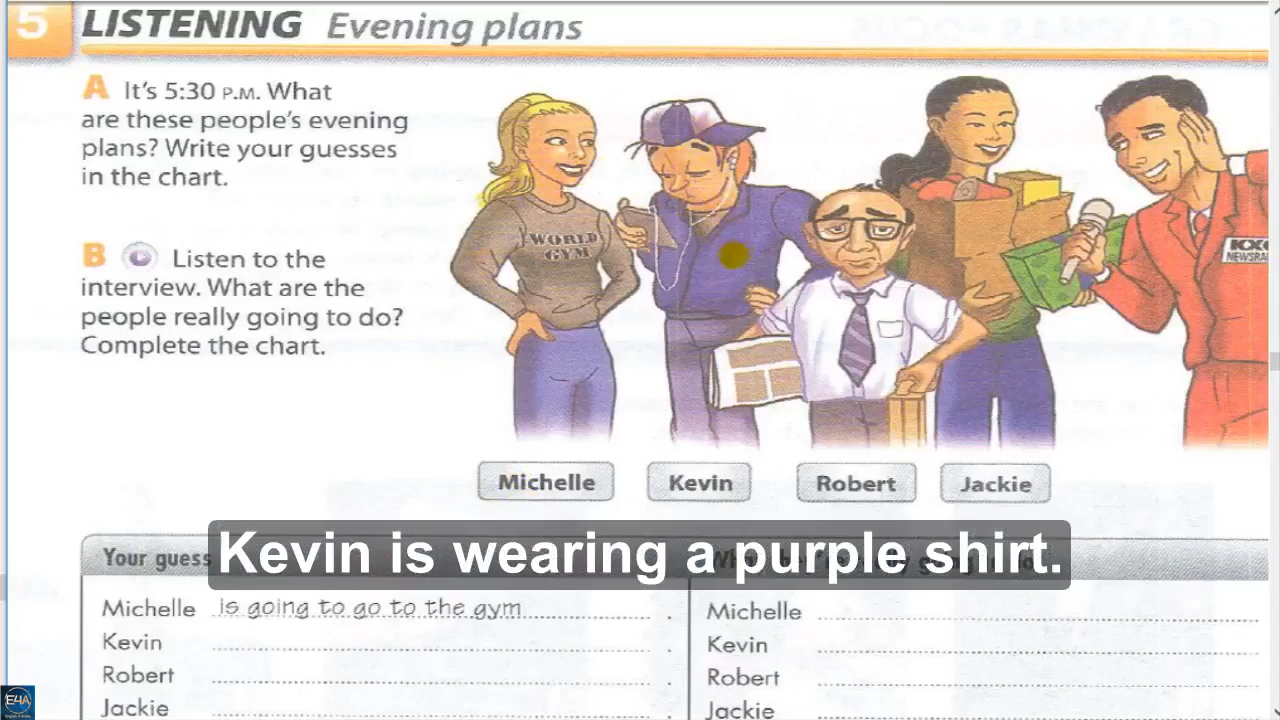 5 LISTENING Evening plans
A It's 5:30 P.M. What
are these people's evening
plans? Write your guesses
in the chart.
B Listen to the
interview. What are the
people really going to do?
Complete the chart.
WORLD
GYM
Michelle
Kevin
Robert
Jackie
Your guess
Kevin is wearing a purple shirt.
Michelle is going to go to the gym.
Kevin.
Robert.
Jackie.
Michelle
Kevin
Robert
Jackie
E4A